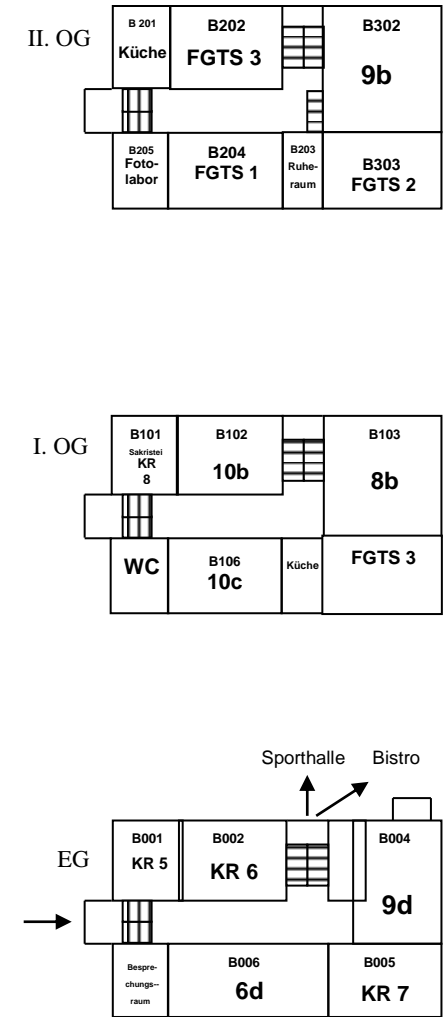 II. OG
B 201
Küche
B202
FGTS 3
B302
9b
B205
Foto-
labor
B204
FGTS 1
B203
Ruhe-
raum
B303
FGTS 2
I. OG
B101
Sakristei
KR
8
B102
10b
B103
8b
WC
B106
10c
Küche
FGTS 3
Sporthalle
Bistro
EG
B001
KR 5
B002
KR 6
B004
9d
Bespre-
chungs--
raum
B006
6d
B005
KR 7